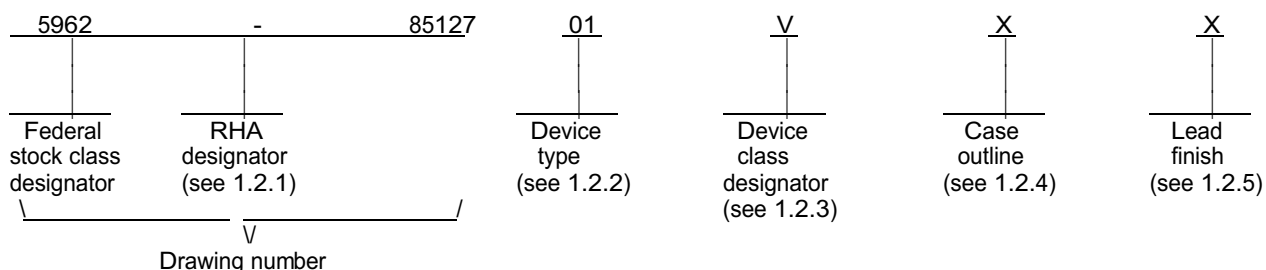 5962 - 85127 01 V X X
Federal stock class designator
RHA designator (see 1.2.1)
Device type (see 1.2.2)
Device class designator (see 1.2.3)
Case outline (see 1.2.4)
Lead finish (see 1.2.5)
Drawing number